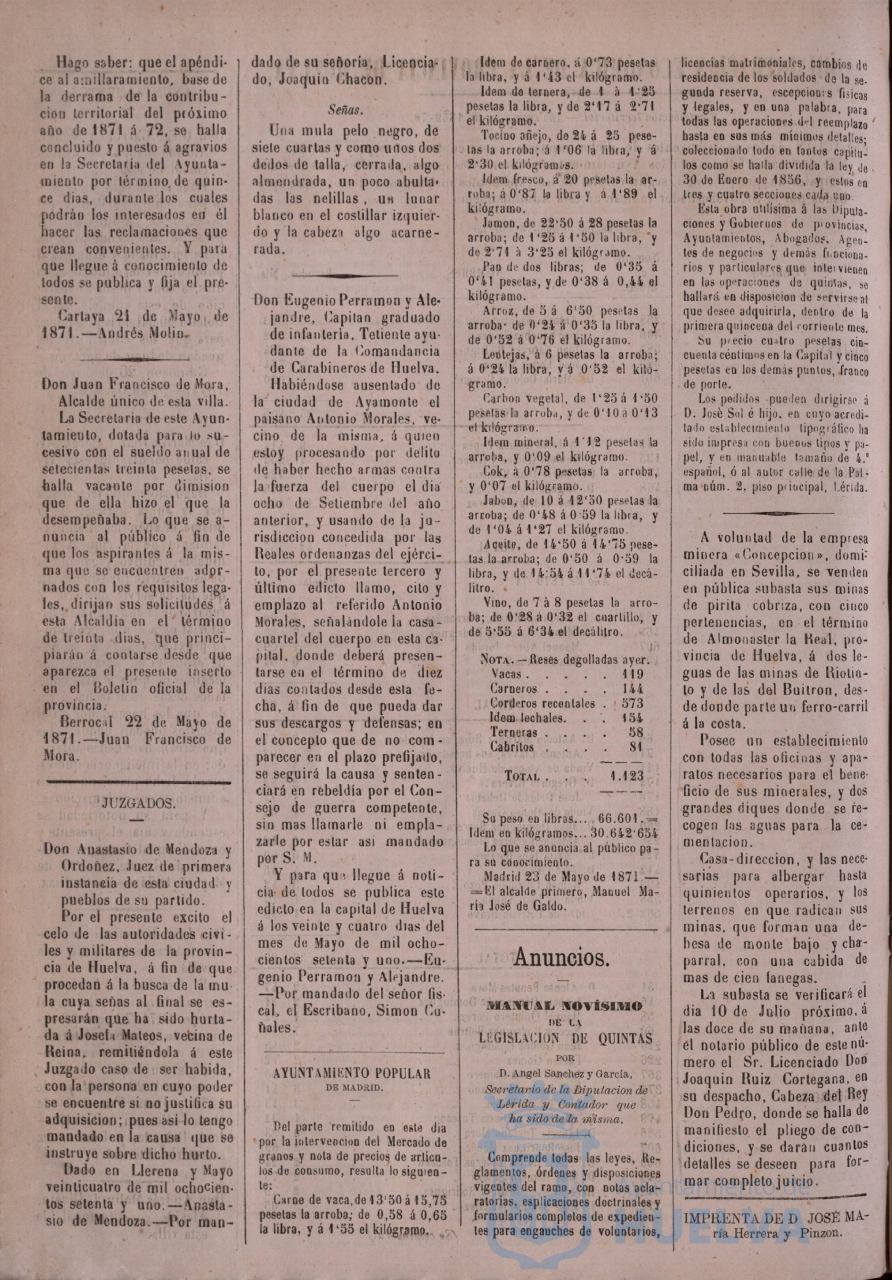 Hago saber: que el apéndi-
ce al amillaramiento, base de
la derrama de la contribu-
cion territorial del próximo
año de 1871 á 72, se halla
concluido y puesto á agravios
en la Secretaría del Ayunta-
miento por término de quin-
ce dias, durante los cuales
podrán los interesados en él
hacer las reclamaciones que
crean convenientes. Y para
que llegue á conocimiento de
todos se publica y fija el pre-
sente.
Cartaya 21 de Mayo de
1871.—Andrés Molin.
Don Juan Francisco de Mora,
Alcalde único de esta villa.
La Secretaria de este Ayun-
tamiento, dotada para lo su-
cesivo con el sueldo anual de
setecientas treinta pesetas, se
halla vacante por dimision
que de ella hizo el que la
desempeñaba. Lo que se a-
nuncia al público á fin de
que los aspirantes á la mis-
ma que se encuentren adpr-
nados con los requisitos lega-
les, dirijan sus solicitudes á
esta Alcaldia en el término
de treinta dias, que princi-
piarán á contarse desde que
aparezca el presente inserto
en el Boletin oficial de la
provincia.
Berrocal 22 de Mayo de
1871.—Juan Francisco de
Mora.
JUZGADOS.
Don Anastasio de Mendoza y
Ordoñez, Juez de primera
instancia de esta ciudad y
pueblos de su partido.
Por el presente excito el
celo de las autoridades civi-
les y militares de la provin-
cia de Huelva, á fin de que
procedan á la busca de la mu-
la cuya señas al final se es-
presarán que ha sido hurta-
da á Josefa Mateos, vecina de
Reina, remitiéndola á este
Juzgado caso de ser habida,
con la persona en cuyo poder
se encuentre si no justifica su
adquisicion; pues asi lo tengo
mandado en la causa que se
instruye sobre dicho hurto.
Dado en Llerena y Mayo
veinticuatro de mil ochocien-
tos setenta y uno.—Anasta-
sio de Mendoza.—Por man-
dado de su señoria, Licencia-
do, Joaquin Chacon.
Señas.
Una mula pelo negro, de
siete cuartas y como unos dos
dedos de talla, cerrada, algo
almendrada, un poco abulta-
das las nelillas, un lunar
blanco en el costillar izquier-
do y la cabeza algo acarne-
rada.
Don Eugenio Perramon y Ale-
jandre, Capitan graduado
de infanteria, Tetiente ayu-
dante de la Comandancia
de Carabineros de Huelva.
Habiéndose ausentado de
la ciudad de Ayamonte el
paisano Antonio Morales, ve-
cino de la misma, á quien
estoy procesando por delito
de haber hecho armas contra
la fuerza del cuerpo el dia
ocho de Setiembre del año
anterior, y usando de la ju-
risdiccion concedida por las
Reales ordenanzas del ejérci-
to, por el presente tercero y
último edicto llamo, cito y
emplazo al referido Antonio
Morales, señalándole la casa-
cuartel del cuerpo en esta ca-
pital, donde deberá presen-
tarse en el término de diez
dias contados desde esta fe-
cha, á fin de que pueda dar
sus descargos y defensas; en
el concepto que de no com-
parecer en el plazo prefijado,
se seguirá la causa y senten-
ciará en rebeldía por el Con-
sejo de guerra competente,
sin mas llamarle ni empla-
zarle por estar asi mandado
por S. M.
Y para que llegue á noti-
cia de todos se publica este
edicto en la capital de Huelva
á los veinte y cuatro dias del
mes de Mayo de mil ocho-
cientos setenta y uno.—Eu-
genio Perramon y Alejandre.
—Por mandado del señor fis-
cal, el Escribano, Simon Cu-
ñales.
AYUNTAMIENTO POPULAR
DE MADRID.
Del parte remitido en este dia
por la intervencion del Mercado de
granos y nota de precios de articu-
los de consumo, resulta lo siguien-
te:
Carne de vaca, de 13'50 á 15,75
pesetas la arroba; de 0,58 á 0,65
la libra, y á 1'55 el kilógramo.
Idem de carnero, á 0'73 pesetas
la libra, y á 1'43 el kilógramo.
Idem de ternera, de 1 á 1'25
pesetas la libra, y de 2'17 á 2'71
el kilógramo.
Tocino añejo, de 24 á 25 pese-
tas la arroba; á 1'06 la libra, y á
2'30 el kilógramos.
Idem fresco, á 20 pesetas la ar-
roba; á 0'87 la libra y á 1'89 el
kilógramo.
Jamon, de 22'50 á 28 pesetas la
arroba; de 1'25 á 1'50 la libra, y
de 2'71 á 3'25 el kilógramo.
Pan de dos libras; de 0'35 á
0'41 pesetas, y de 0'38 á 0,44 el
kilógramo.
Arroz, de 5 á 6'50 pesetas la
arroba- de 0'24 á 0'35 la libra, y
de 0'52 á 0'76 el kilógramo.
Lentejas, á 6 pesetas la arroba;
á 0'24 la libra, y á 0'52 el kiló-
gramo.
Carbon vegetal, de 1'25 á 1'50
pesetas la arroba, y de 0'10 á 0'13
el kilógramo.
Idem mineral, á 1'12 pesetas la
arroba, y 0'09 el kilógramo.
Cok, á 0'78 pesetas la arroba,
y 0'07 el kilógramo.
Jabon, de 10 á 12'50 pesetas la
arroba; de 0'48 á 0'59 la libra, y
de 1'04 á 1'27 el kilógramo.
Aceite, de 14'50 á 14'75 pese-
tas la arroba; de 0'50 á 0'59 la
libra, y de 14'54 á 11'74 el decá-
litro.
Vino, de 7 á 8 pesetas la arro-
ba; de 0'28 á 0'32 el cuartillo, y
de 5'55 á 6'34 el decálitro.
NOTA.—Reses degolladas ayer.
Vacas . . . . . 119
Carneros . . . . 144
Corderos recentales . 573
Idem lechales. . . 154
Terneras . . . . 58
Cabritos . . . . 81
TOTAL . . . 1.123
Su peso en libras... 66.601.=
Idem en kilógramos... 30.642'654
Lo que se anuncia al público pa-
ra su conocimiento.
Madrid 23 de Mayo de 1871.—
=El alcalde primero, Manuel Ma-
ria José de Galdo.
Anuncios.
MANUAL NOVÍSIMO
DE LA
LEGISLACION DE QUINTAS
POR
D. Angel Sanchez y Garcia,
Secretario de la Diputacion de
Lérida y Contador que
ha sido de la misma.
Comprende todas las leyes, Re-
glamentos, órdenes y disposiciones
vigentes del ramo, con notas acla-
ratorias, esplicaciones doctrinales y
formularios completos de expedien-
tes para engauches de voluntarios,
licencias matrimoniales, cambios de
residencia de los soldados de la se-
gunda reserva, escepciones físicas
y legales, y en una palabra, para
todas las operaciones del reemplazo
hasta en sus más mínimos detalles;
coleccionado todo en tantos capítu-
los como se halla dividida la ley de
30 de Enero de 1856, y estos en
tres y cuatro secciones cada uno.
Esta obra utilísima á las Diputa-
ciones y Gobiernos de provincias,
Ayuntamientos, Abogados, Agen-
tes de negocios y demás funciona-
rios y particulares que intervienen
en las operaciones de quintas, se
hallará en disposicion de servirse al
que desee adquirirla, dentro de la
primera quincena del corriente mes.
Su precio cuatro pesetas cin-
cuenta céntimos en la Capital y cinco
pesetas en los demás puntos, franco
de porte.
Los pedidos pueden dirigirse á
D. José Sol é hijo, en cuyo acredi-
tado establecimiento tipográfico ha
sido impresa con buenos tipos y pa-
pel, y en manuable tamaño de 4.°
español, ó al autor calle de la Pal-
ma núm. 2, piso principal, Lérida.
A voluntad de la empresa
minera «Concepcion», domi-
ciliada en Sevilla, se venden
en pública subasta sus minas
de pirita cobriza, con cinco
pertenencias, en el término
de Almonaster la Real, pro-
vincia de Huelva, á dos le-
guas de las minas de Riotin-
to y de las del Buitron, des-
de donde parte un ferro-carril
á la costa.
Posee un establecimiento
con todas las oficinas y apa-
ratos necesarios para el bene-
ficio de sus minerales, y dos
grandes diques donde se re-
cogen las aguas para la ce-
mentacion.
Casa-direccion, y las nece-
sarias para albergar hasta
quinientos operarios, y los
terrenos en que radican sus
minas, que forman una de-
hesa de monte bajo y cha-
parral, con una cabida de
mas de cien fanegas.
La subasta se verificará el
dia 10 de Julio próximo, á
las doce de su mañana, ante
él notario público de este nú-
mero el Sr. Licenciado Don
Joaquin Ruiz Cortegana, en
su despacho, Cabeza del Rey
Don Pedro, donde se halla de
manifiesto el pliego de con-
diciones, y se darán cuantos
detalles se deseen para for-
mar completo juicio.
IMPRENTA DE D. JOSÉ MA-
ría Herrera y Pinzon.
HUELVA